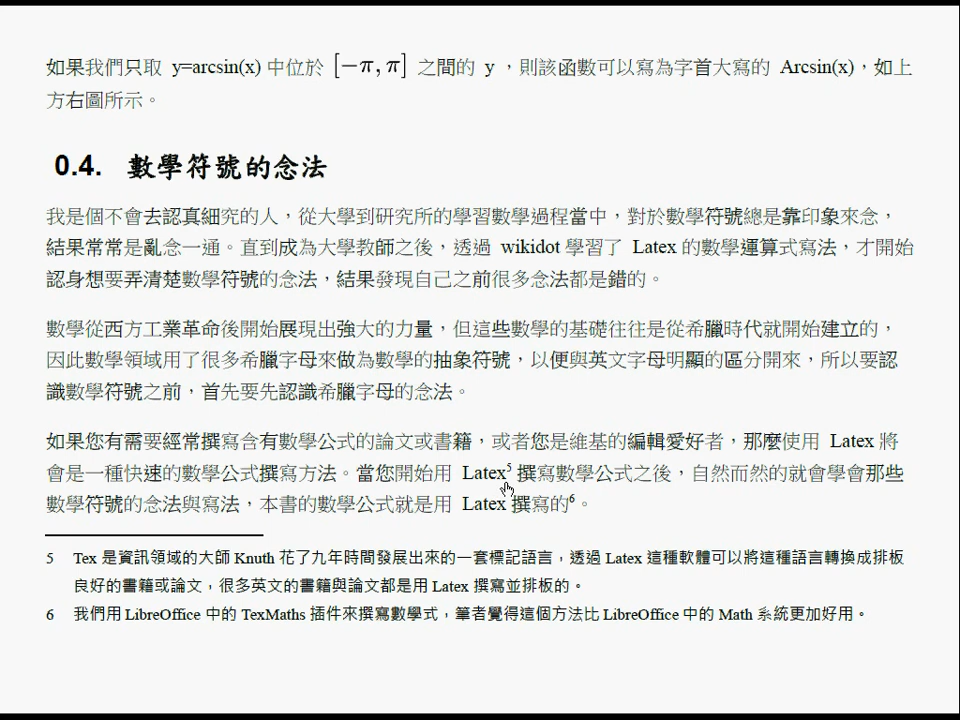 如果我們只取 y=arcsin(x) 中位於 [−π, π] 之間的 y ，則該函數可以寫為字首大寫的 Arcsin(x)，如上
方右圖所示。
0.4. 數學符號的念法
我是個不會去認真細究的人，從大學到研究所的學習數學過程當中，對於數學符號總是靠印象來念，
結果常常是亂念一通。直到成為大學教師之後，透過 wikidot 學習了 Latex 的數學運算式寫法，才開始
認身想要弄清楚數學符號的念法，結果發現自己之前很多念法都是錯的。
數學從西方工業革命後開始展現出強大的力量，但這些數學的基礎往往是從希臘時代就開始建立的，
因此數學領域用了很多希臘字母來做為數學的抽象符號，以便與英文字母明顯的區分開來，所以要認
識數學符號之前，首先要先認識希臘字母的念法。
如果您有需要經常撰寫含有數學公式的論文或書籍，或者您是維基的編輯愛好者，那麼使用 Latex 將
會是一種快速的數學公式撰寫方法。當您開始用 Latex5 撰寫數學公式之後，自然而然的就會學會那些
數學符號的念法與寫法，本書的數學公式就是用 Latex 撰寫的6。
5 Tex 是資訊領域的大師 Knuth 花了九年時間發展出來的一套標記語言，透過 Latex 這種軟體可以將這種語言轉換成排板
良好的書籍或論文，很多英文的書籍與論文都是用 Latex 撰寫並排板的。
6 我們用 LibreOffice 中的 TexMaths 插件來撰寫數學式，筆者覺得這個方法比 LibreOffice 中的 Math 系統更加好用。